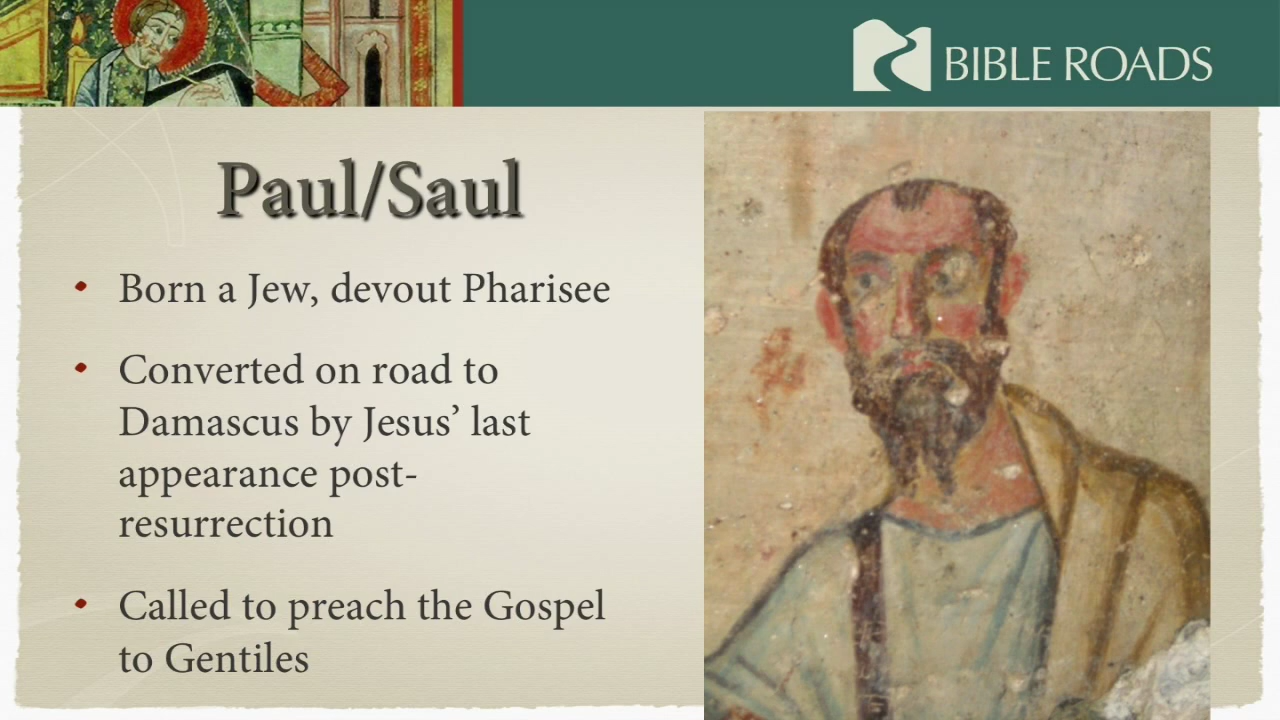 BIBLE ROADS
Paul/Saul
• Born a Jew, devout Pharisee
• Converted on road to
Damascus by Jesus’ last
appearance post-
resurrection
• Called to preach the Gospel
to Gentiles